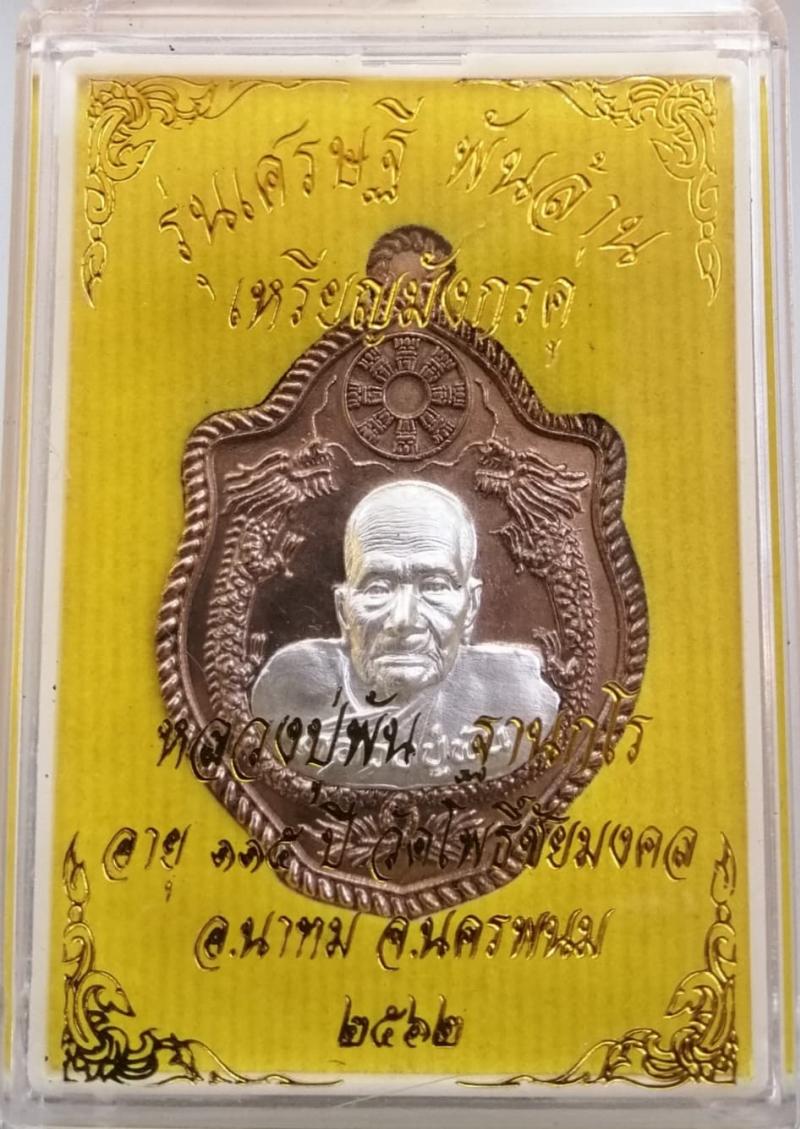 รุ่นเศรษฐี พันล้าน
เหรียญมังกรคู่
หลวงปู่พัน ฐานกโร
อายุ ๑๑๕ ปี วัดโพธิ์ชัยมงคล
อ.นาทม จ.นครพนม
๒๕๖๒